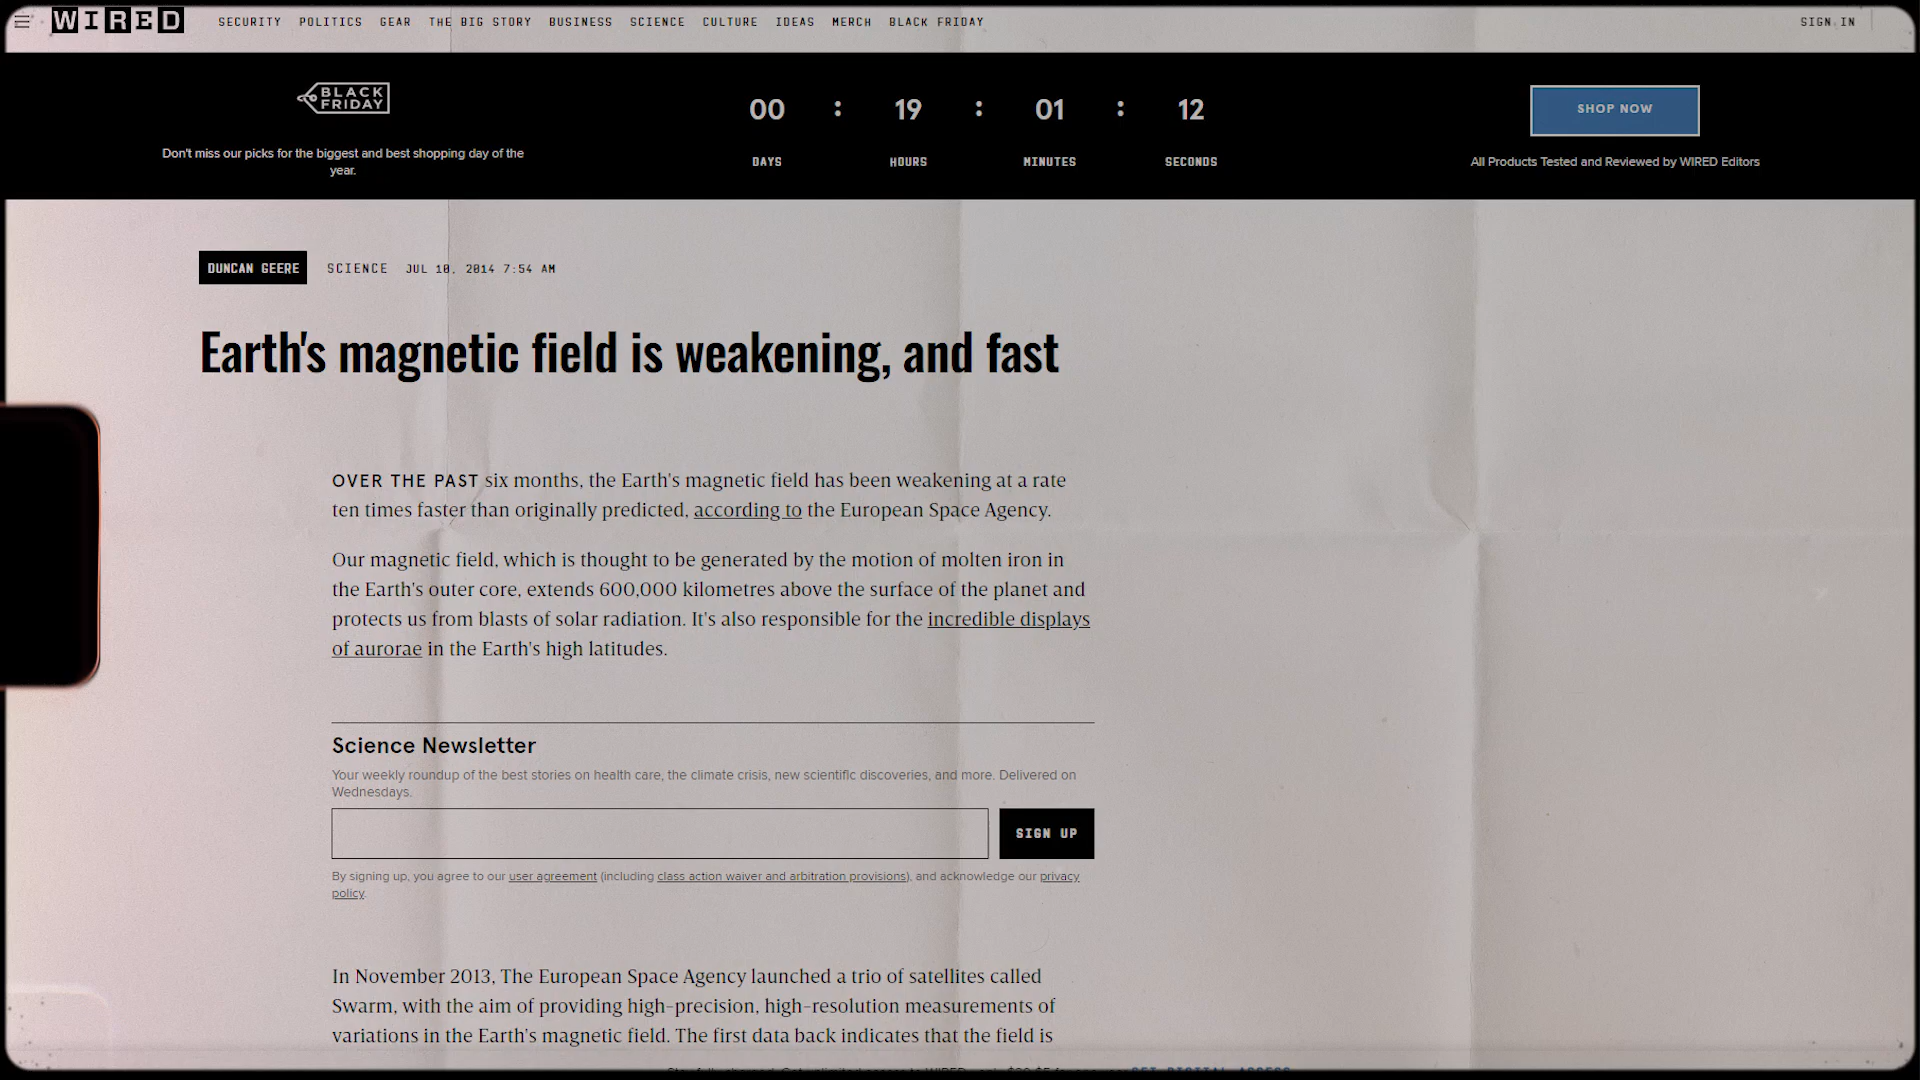 WIRED
SECURITY POLITICS GEAR THE BIG STORY BUSINESS SCIENCE CULTURE IDEAS MERCH BLACK FRIDAY
SIGN IN
BLACK
FRIDAY
Don't miss our picks for the biggest and best shopping day of the
year.
00 : 19 : 01 : 12
DAYS HOURS MINUTES SECONDS
SHOP NOW
All Products Tested and Reviewed by WIRED Editors
DUNCAN GEERE SCIENCE JUL 10, 2014 7:54 AM
Earth's magnetic field is weakening, and fast
OVER THE PAST six months, the Earth's magnetic field has been weakening at a rate
ten times faster than originally predicted, according to the European Space Agency.
Our magnetic field, which is thought to be generated by the motion of molten iron in
the Earth's outer core, extends 600,000 kilometres above the surface of the planet and
protects us from blasts of solar radiation. It's also responsible for the incredible displays
of aurorae in the Earth's high latitudes.
Science Newsletter
Your weekly roundup of the best stories on health care, the climate crisis, new scientific discoveries, and more. Delivered on
Wednesdays.
SIGN UP
By signing up, you agree to our user agreement (including class action waiver and arbitration provisions), and acknowledge our privacy
policy.
In November 2013, The European Space Agency launched a trio of satellites called
Swarm, with the aim of providing high-precision, high-resolution measurements of
variations in the Earth's magnetic field. The first data back indicates that the field is